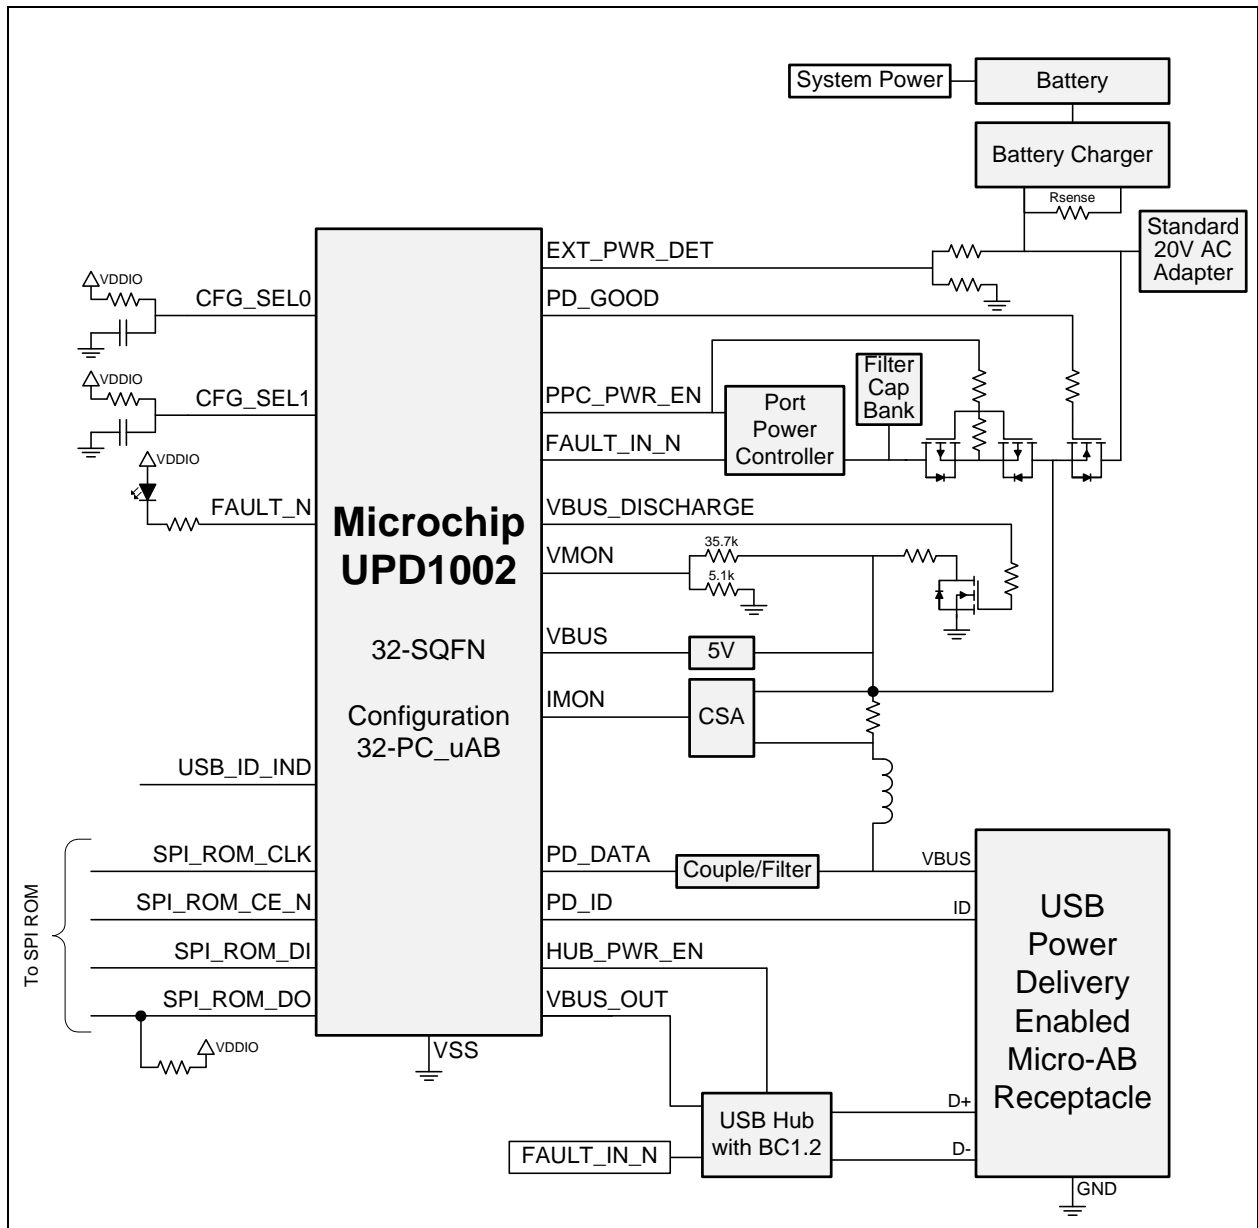 System Power
Battery
Battery Charger
Rsense
Standard
20V AC
Adapter
EXT_PWR_DET
VDDIO
CFG_SEL0
PD_GOOD
Filter
Cap
Bank
VDDIO
CFG_SEL1
PPC_PWR_EN
Port
Power
Controller
FAULT_IN_N
VDDIO
FAULT_N
Microchip
UPD1002
VBUS_DISCHARGE
VMON
35.7k
5.1k
32-SQFN
VBUS
5V
Configuration
32-PC_uAB
IMON
CSA
USB_ID_IND
To SPI ROM
SPI_ROM_CLK
PD_DATA
Couple/Filter
VBUS
SPI_ROM_CE_N
PD_ID
ID
SPI_ROM_DI
HUB_PWR_EN
SPI_ROM_DO
VBUS_OUT
USB
Power
Delivery
Enabled
Micro-AB
Receptacle
VDDIO
VSS
USB Hub
with BC1.2
D+
FAULT_IN_N
D-
GND